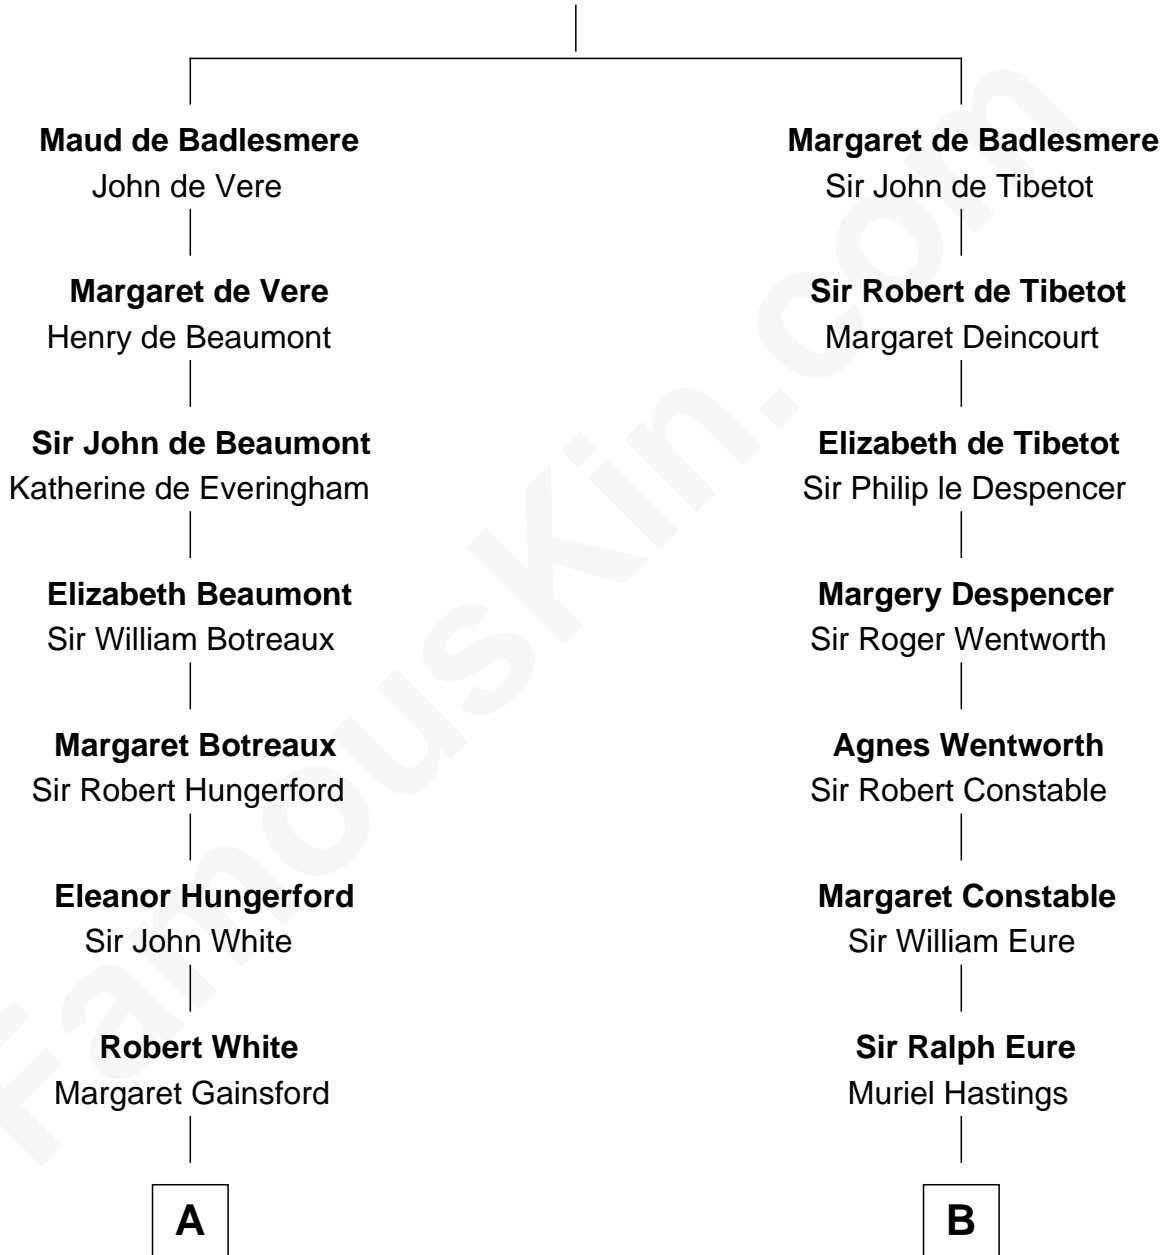 Maud de Badlesmere
John de Vere
Margaret de Vere
Henry de Beaumont
Sir John de Beaumont
Katherine de Everingham
Elizabeth Beaumont
Sir William Botreaux
Margaret Botreaux
Sir Robert Hungerford
Eleanor Hungerford
Sir John White
Robert White
Margaret Gainsford
A
Margaret de Badlesmere
Sir John de Tibetot
Sir Robert de Tibetot
Margaret Deincourt
Elizabeth de Tibetot
Sir Philip le Despencer
Margery Despencer
Sir Roger Wentworth
Agnes Wentworth
Sir Robert Constable
Margaret Constable
Sir William Eure
Sir Ralph Eure
Muriel Hastings
B
FamousKin.com